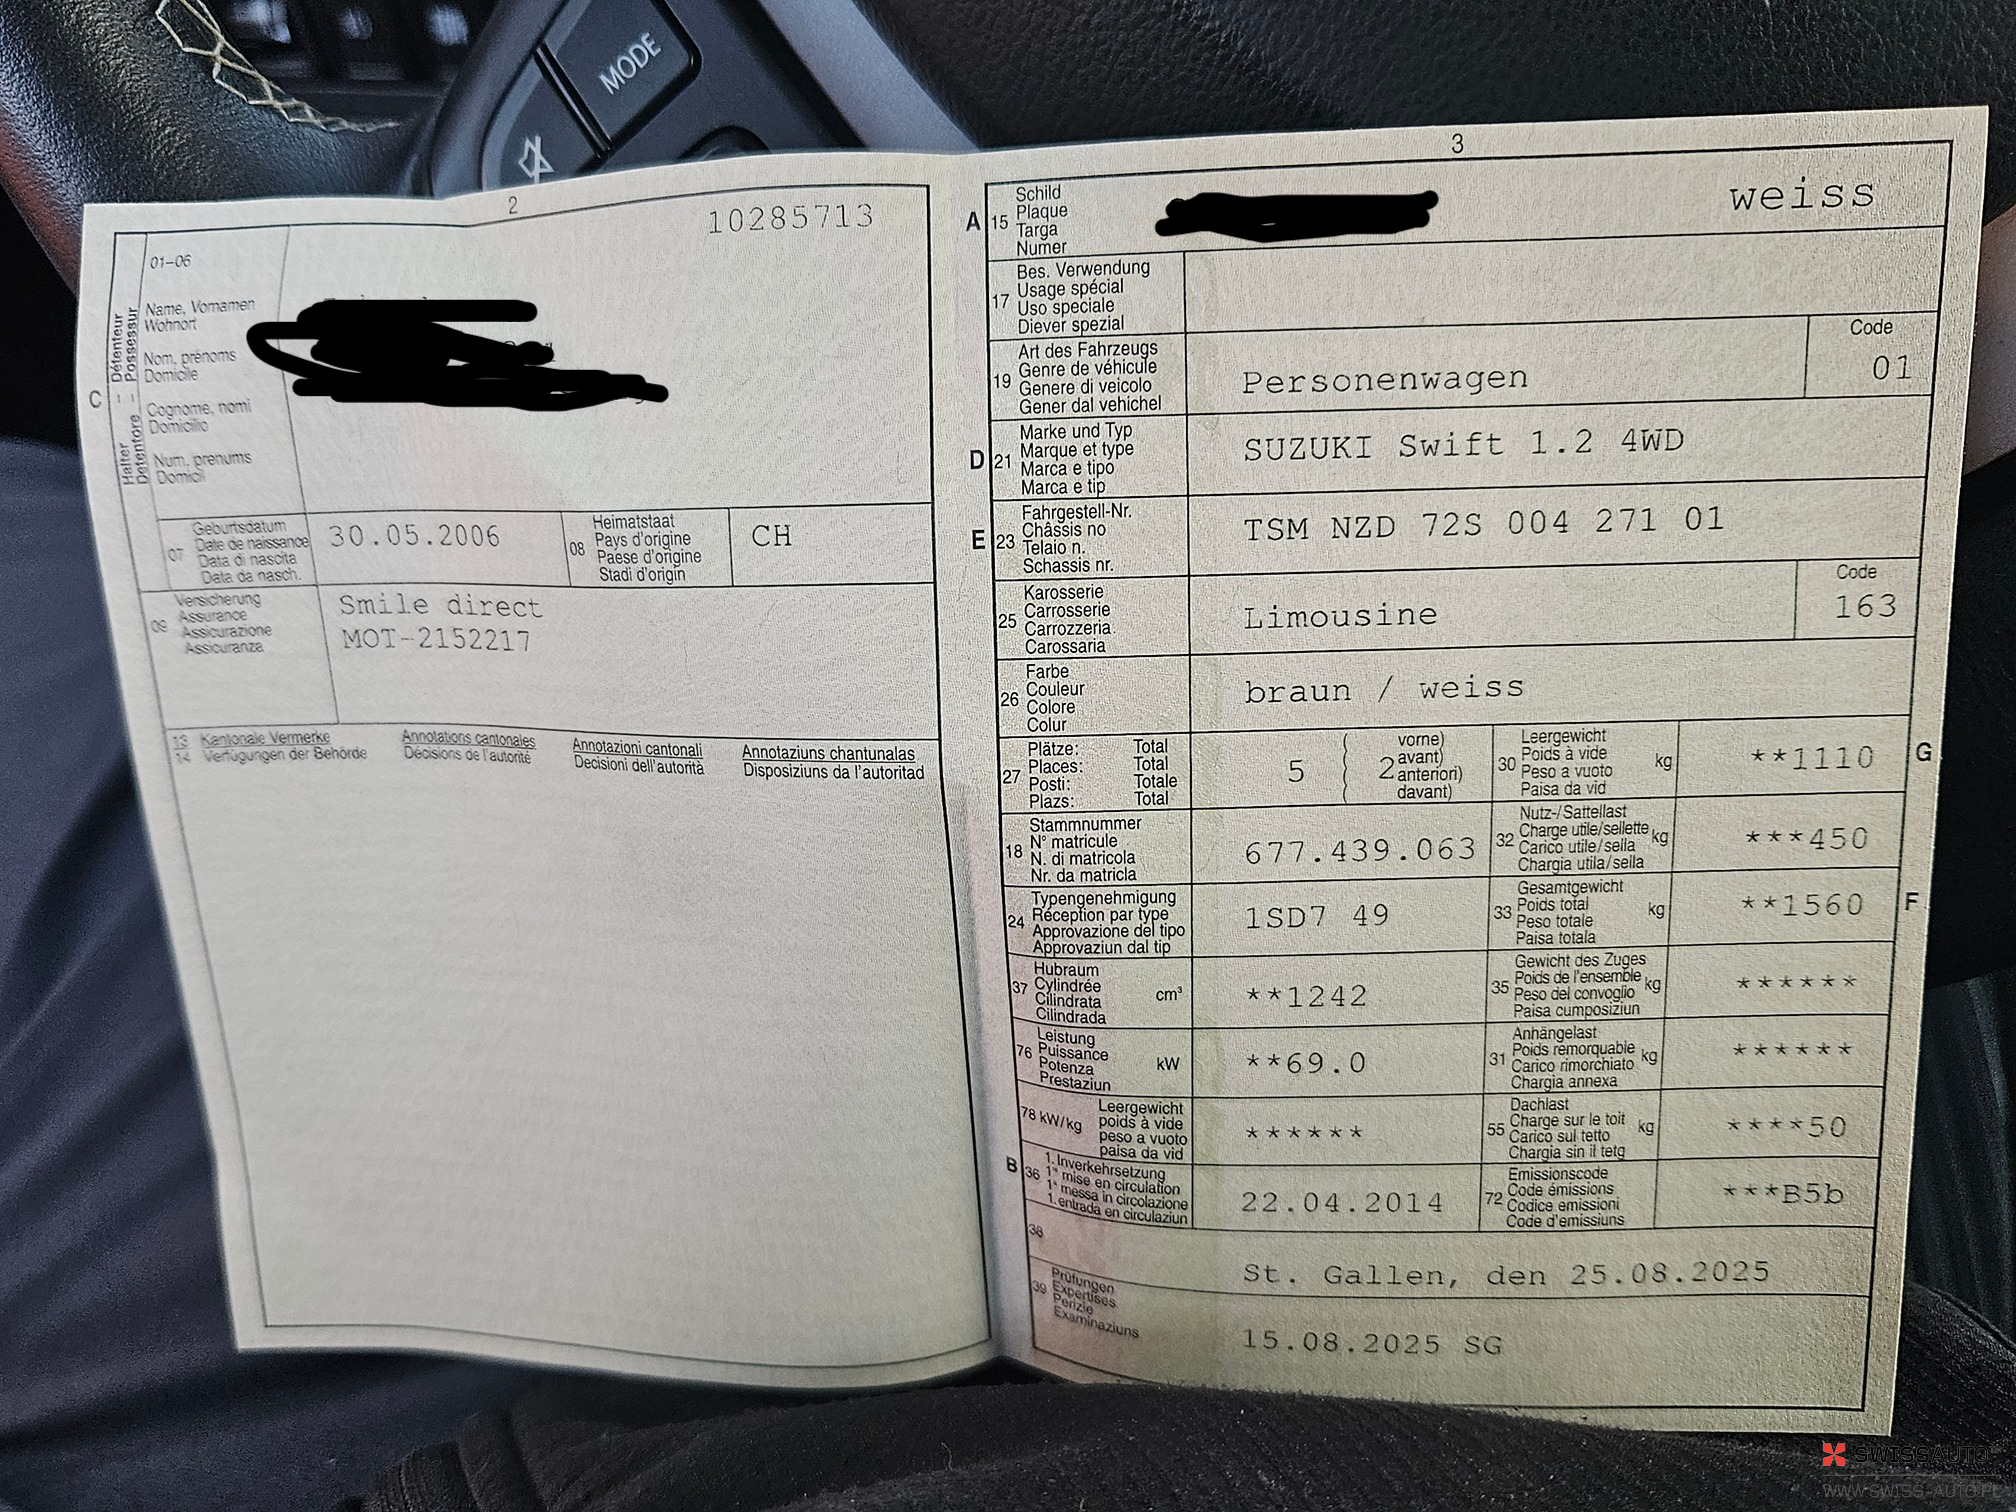 MODE
2
10285713
01-06
Name, Vornamen
Wohnort
Nom, prénoms
Domicile
Cognome, nomi
Domicilio
Num. prenums
Domicil
C
Halter – Détenteur
Detentore – Possessur
07
Geburtsdatum
Date de naissance
Data di nascita
Data da nasch.
30.05.2006
08
Heimatstaat
Pays d'origine
Paese d'origine
Stadi d'origin
CH
09
Versicherung
Assurance
Assicurazione
Assicuranza
Smile direct
MOT-2152217
13 Kantonale Vermerke
14 Verfügungen der Behörde
Annotations cantonales
Décisions de l'autorité
Annotazioni cantonali
Decisioni dell'autorità
Annotaziuns chantunalas
Disposiziuns da l'autoritad
3
A
15
Schild
Plaque
Targa
Numer
weiss
17
Bes. Verwendung
Usage spécial
Uso speciale
Diever spezial
19
Art des Fahrzeugs
Genre de véhicule
Genere di veicolo
Gener dal vehichel
Personenwagen
Code
01
D
21
Marke und Typ
Marque et type
Marca e tipo
Marca e tip
SUZUKI Swift 1.2 4WD
E
23
Fahrgestell-Nr.
Châssis no
Telaio n.
Schassis nr.
TSM NZD 72S 004 271 01
25
Karosserie
Carrosserie
Carrozzeria
Carossaria
Limousine
Code
163
26
Farbe
Couleur
Colore
Colur
braun / weiss
27
Plätze: Total
Places: Total
Posti: Totale
Plazs: Total
5
2
vorne)
avant)
anteriori)
davant)
30
Leergewicht
Poids à vide
Peso a vuoto
Paisa da vid
kg
**1110
G
18
Stammnummer
N° matricule
N. di matricola
Nr. da matricla
677.439.063
32
Nutz-/Sattellast
Charge utile/sellette
Carico utile/sella
Chargia utila/sella
kg
***450
24
Typengenehmigung
Réception par type
Approvazione del tipo
Approvaziun dal tip
1SD7 49
33
Gesamtgewicht
Poids total
Peso totale
Paisa totala
kg
**1560
F
37
Hubraum
Cylindrée
Cilindrata
Cilindrada
cm³
**1242
35
Gewicht des Zuges
Poids de l'ensemble
Peso del convoglio
Paisa cumposiziun
kg
******
76
Leistung
Puissance
Potenza
Prestaziun
kW
**69.0
31
Anhängelast
Poids remorquable
Carico rimorchiato
Chargia annexa
kg
******
78 kW/kg
Leergewicht
poids à vide
peso a vuoto
paisa da vid
******
55
Dachlast
Charge sur le toit
Carico sul tetto
Chargia sin il tetg
kg
****50
B
36
1. Inverkehrsetzung
1re mise en circulation
1a messa in circolazione
1. entrada en circulaziun
22.04.2014
72
Emissionscode
Code émissions
Codice emissioni
Code d'emissiuns
***B5b
38
St. Gallen, den 25.08.2025
39
Prüfungen
Expertises
Perizie
Examinaziuns
15.08.2025 SG
SWISSAUTO
WWW.SWISS-AUTO.PL